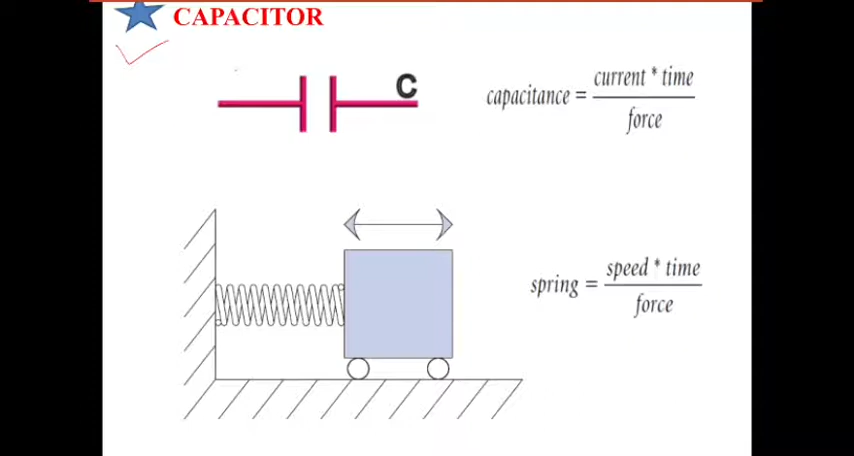 CAPACITOR
C
capacitance = current * time / force
spring = speed * time / force